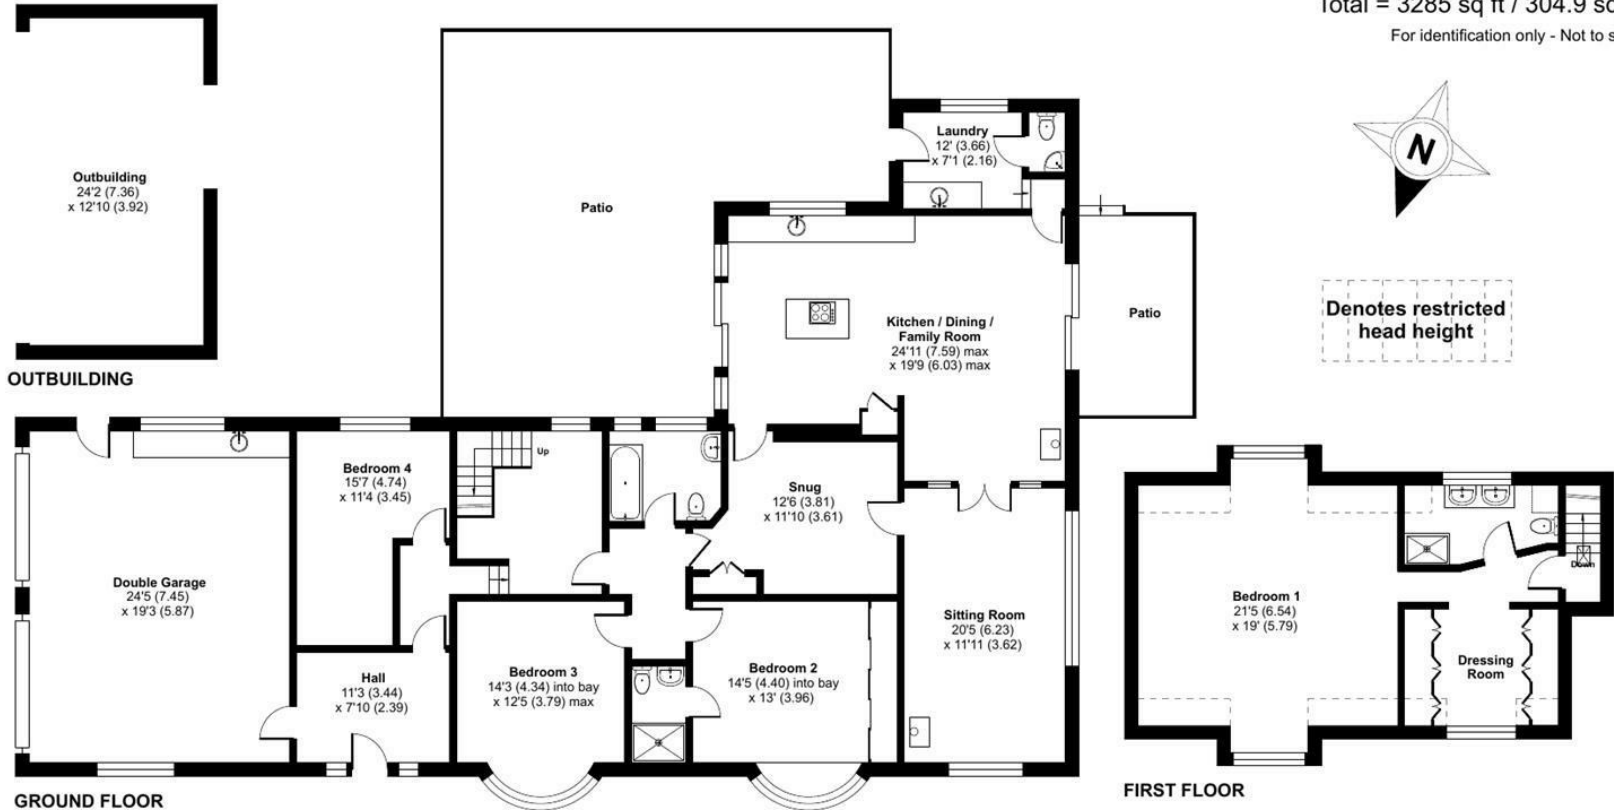 Total = 3285 sq ft / 304.9 sq
For identification only - Not to s
N
Denotes restricted
head height
Outbuilding
24'2 (7.36)
x 12'10 (3.92)
OUTBUILDING
Patio
Laundry
12' (3.66)
x 7'1 (2.16)
Kitchen / Dining /
Family Room
24'11 (7.59) max
x 19'9 (6.03) max
Patio
Bedroom 4
15'7 (4.74)
x 11'4 (3.45)
Up
Snug
12'6 (3.81)
x 11'10 (3.61)
Double Garage
24'5 (7.45)
x 19'3 (5.87)
Hall
11'3 (3.44)
x 7'10 (2.39)
Bedroom 3
14'3 (4.34) into bay
x 12'5 (3.79) max
Bedroom 2
14'5 (4.40) into bay
x 13' (3.96)
Sitting Room
20'5 (6.23)
x 11'11 (3.62)
GROUND FLOOR
Bedroom 1
21'5 (6.54)
x 19' (5.79)
Down
Dressing
Room
FIRST FLOOR